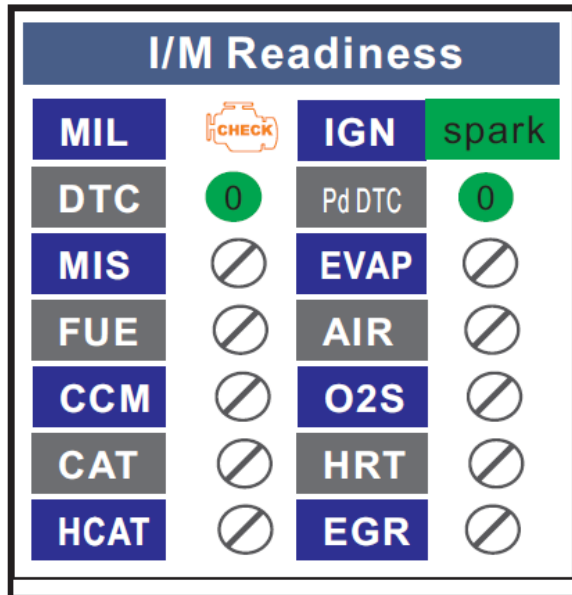 I/M Readiness
MIL CHECK IGN spark
DTC 0 Pd DTC 0
MIS EVAP
FUE AIR
CCM O2S
CAT HRT
HCAT EGR